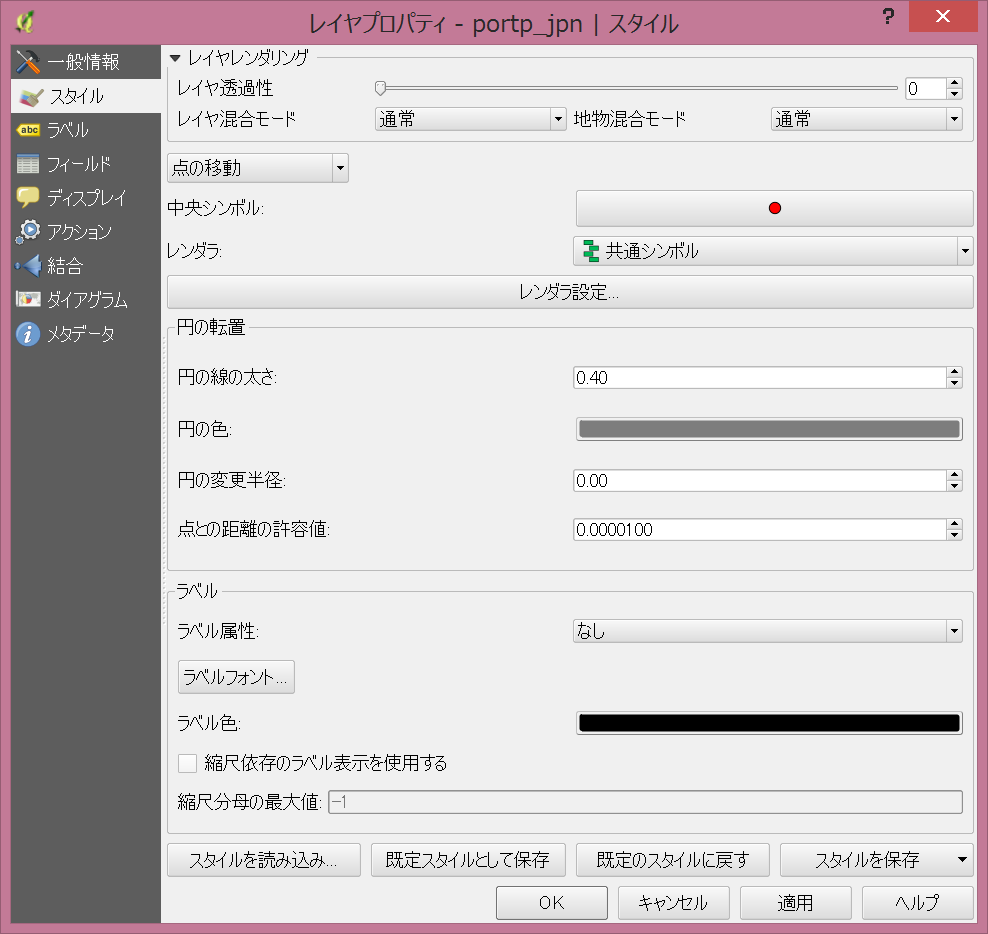 レイヤプロパティ - portp_jpn | スタイル
?
一般情報
スタイル
abc ラベル
フィールド
ディスプレイ
アクション
結合
ダイアグラム
メタデータ
レイヤレンダリング
レイヤ透過性 0
レイヤ混合モード 通常 地物混合モード 通常
点の移動
中央シンボル:
レンダラ: 共通シンボル
レンダラ設定...
円の転置
円の線の太さ: 0.40
円の色:
円の変更半径: 0.00
点との距離の許容値: 0.0000100
ラベル
ラベル属性: なし
ラベルフォント...
ラベル色:
縮尺依存のラベル表示を使用する
縮尺分母の最大値: -1
スタイルを読み込み... 既定スタイルとして保存 既定のスタイルに戻す スタイルを保存
OK キャンセル 適用 ヘルプ